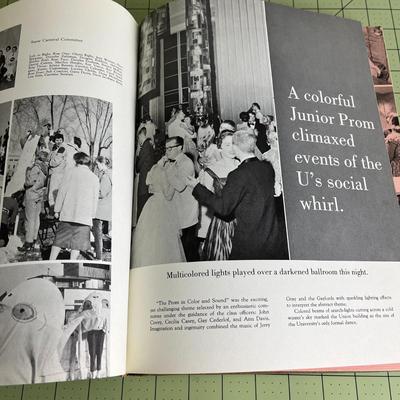 Snow Carnival Committee
A colorful
Junior Prom
climaxed
events of the
U's social
whirl.
Multicolored lights played over a darkened ballroom this night.
"The Prom in Color and Sound" was the exciting,
yet challenging theme selected by an enthusiastic com-
mittee under the guidance of the class officers: John
Covey, Cecilia Casey, Gay Cederlof, and Ann Davis.
Imagination and ingenuity combined the music of Jerry
Gray and the Gaylords with sparkling lighting effects
to interpret the abstract theme.
Colored beams of search-lights cutting across a cold
winter's sky marked the Union building as the site of
the University's only formal dance.